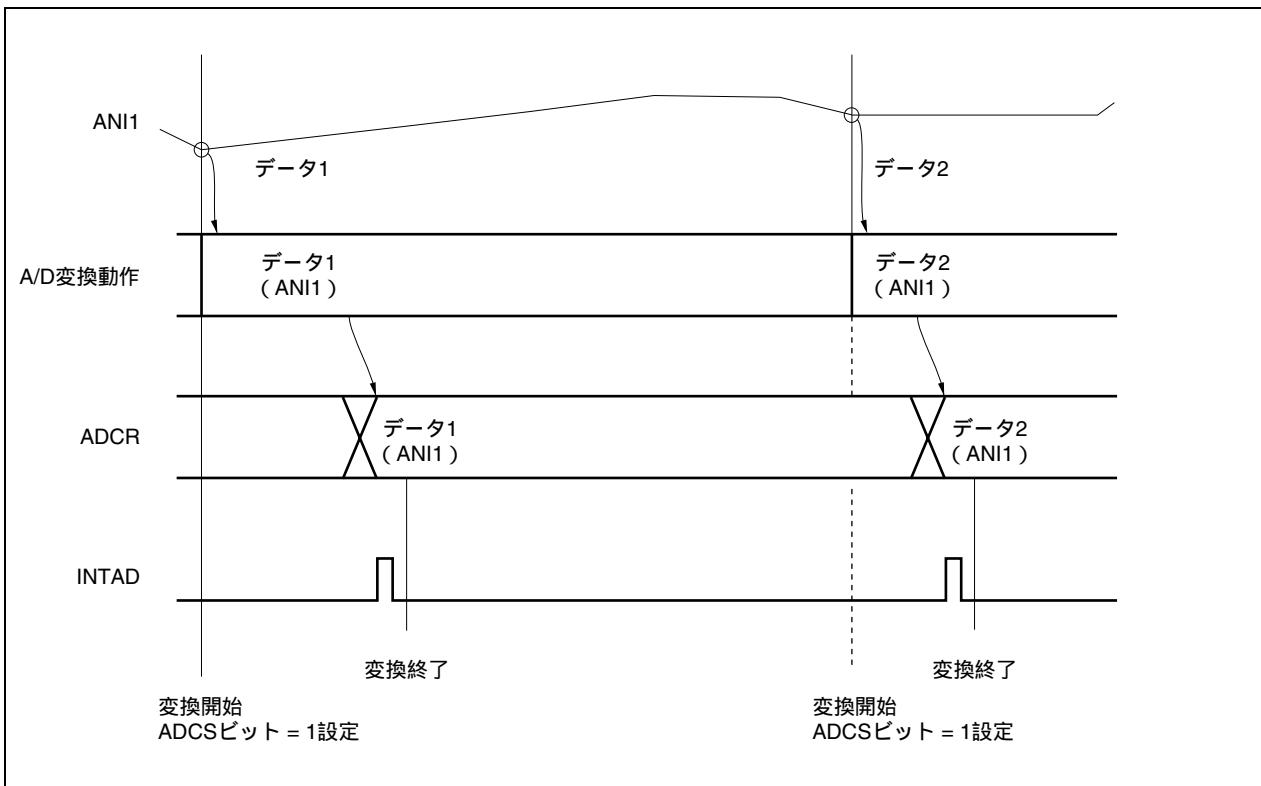 ANI1
データ1
データ2
A/D変換動作
データ1
（ANI1）
データ2
（ANI1）
ADCR
データ1
（ANI1）
データ2
（ANI1）
INTAD
変換終了
変換終了
変換開始
ADCSビット = 1設定
変換開始
ADCSビット = 1設定